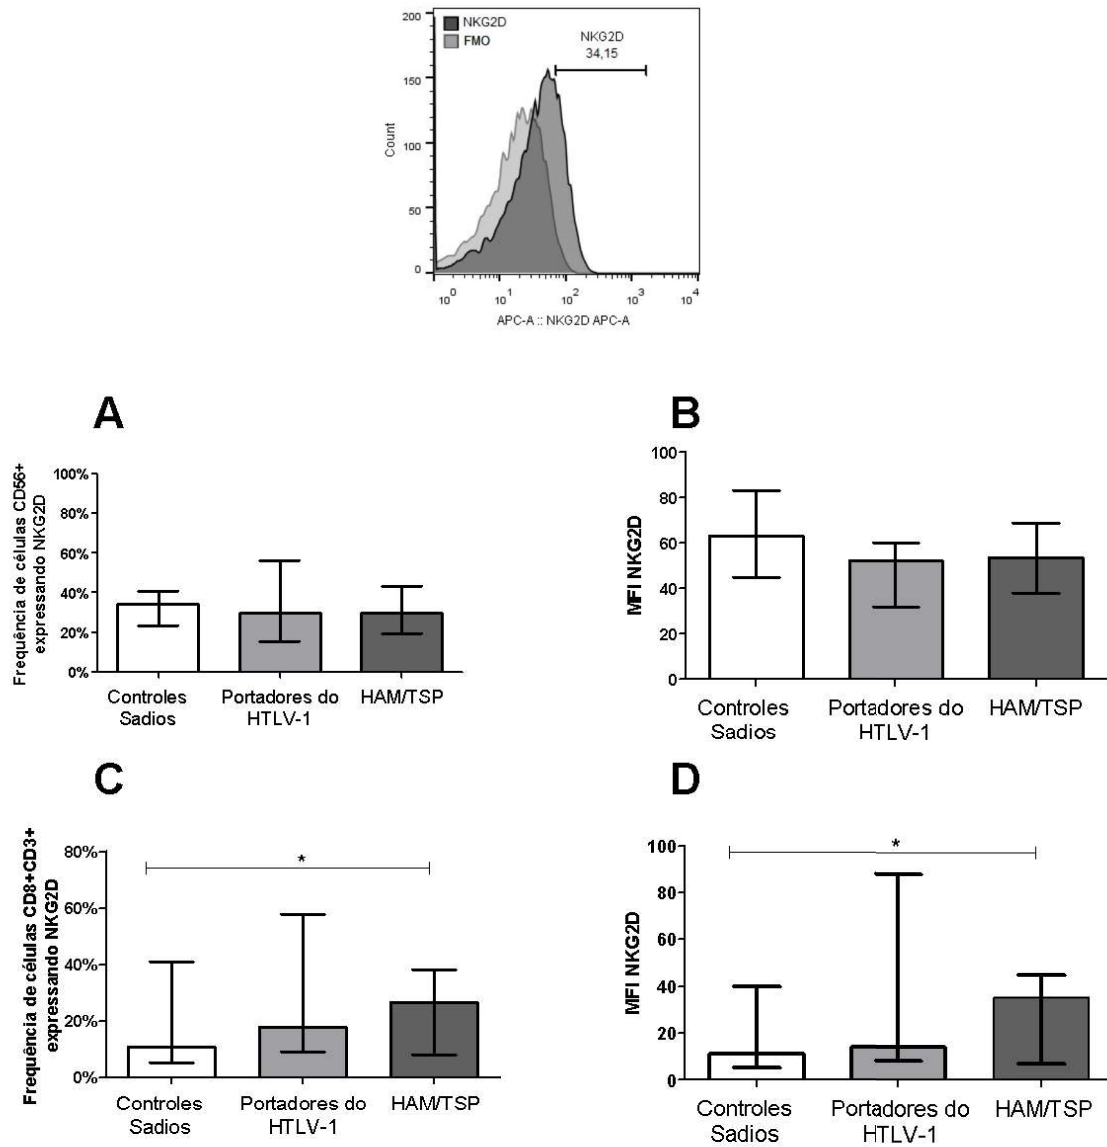 200
150
100
50
0
Count
NKG2D
FMO
NKG2D
34,15
10^0 10^1 10^2 10^3 10^4
APC-A :: NKG2D APC-A
A
Frequência de células CD56+
expressando NKG2D
100%
80%
60%
40%
20%
0%
Controles
Sadios
Portadores do
HTLV-1
HAM/TSP
B
MFI NKG2D
100
80
60
40
20
0
Controles
Sadios
Portadores do
HTLV-1
HAM/TSP
C
Frequência de células CD8+CD3+
expressando NKG2D
80%
60%
40%
20%
0%
*
Controles
Sadios
Portadores do
HTLV-1
HAM/TSP
D
MFI NKG2D
100
80
60
40
20
0
*
Controles
Sadios
Portadores do
HTLV-1
HAM/TSP